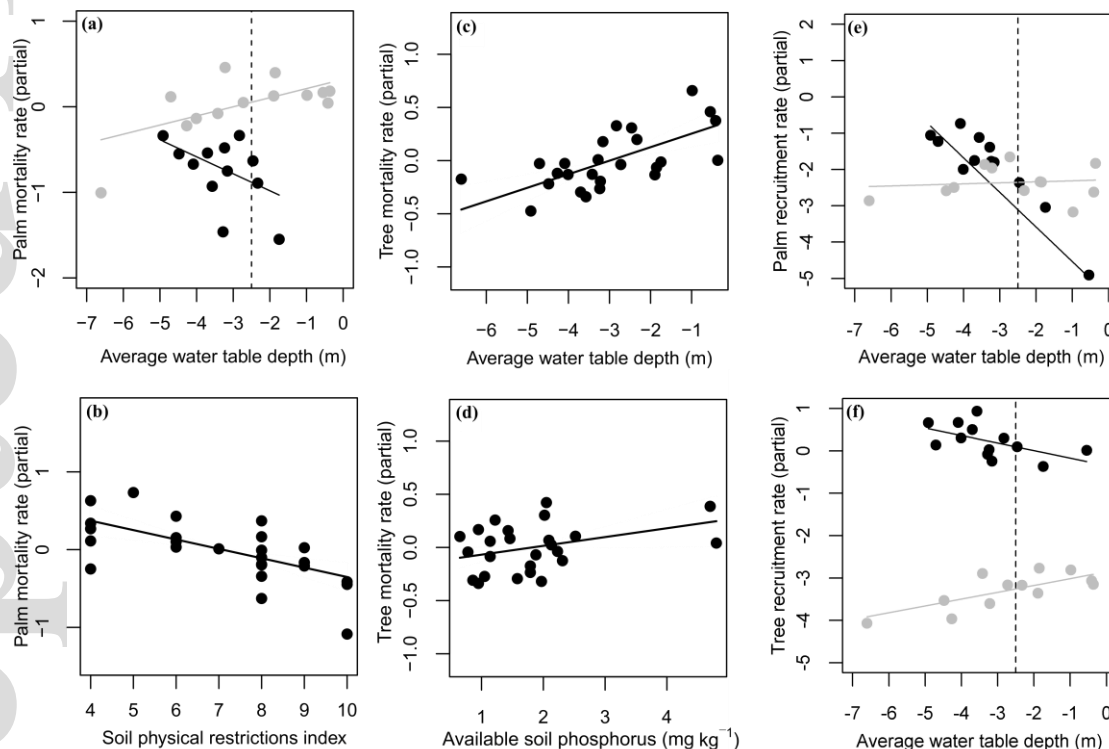 (a)
Palm mortality rate (partial)
1
0
−1
−2
−7 −6 −5 −4 −3 −2 −1 0
Average water table depth (m)
(c)
Tree mortality rate (partial)
1.0
0.5
0.0
−0.5
−1.0
−6 −5 −4 −3 −2 −1
Average water table depth (m)
(e)
Palm recruitment rate (partial)
2
1
0
-1
-2
-3
-4
-5
-7 -6 -5 -4 -3 -2 -1 0
Average water table depth (m)
(b)
Palm mortality rate (partial)
1
0
−1
4 5 6 7 8 9 10
Soil physical restrictions index
(d)
Tree mortality rate (partial)
1.0
0.5
0.0
−0.5
−1.0
1 2 3 4
Available soil phosphorus (mg kg⁻¹)
(f)
Tree recruitment rate (partial)
1
0
-1
-2
-3
-4
-5
-7 -6 -5 -4 -3 -2 -1 0
Average water table depth (m)